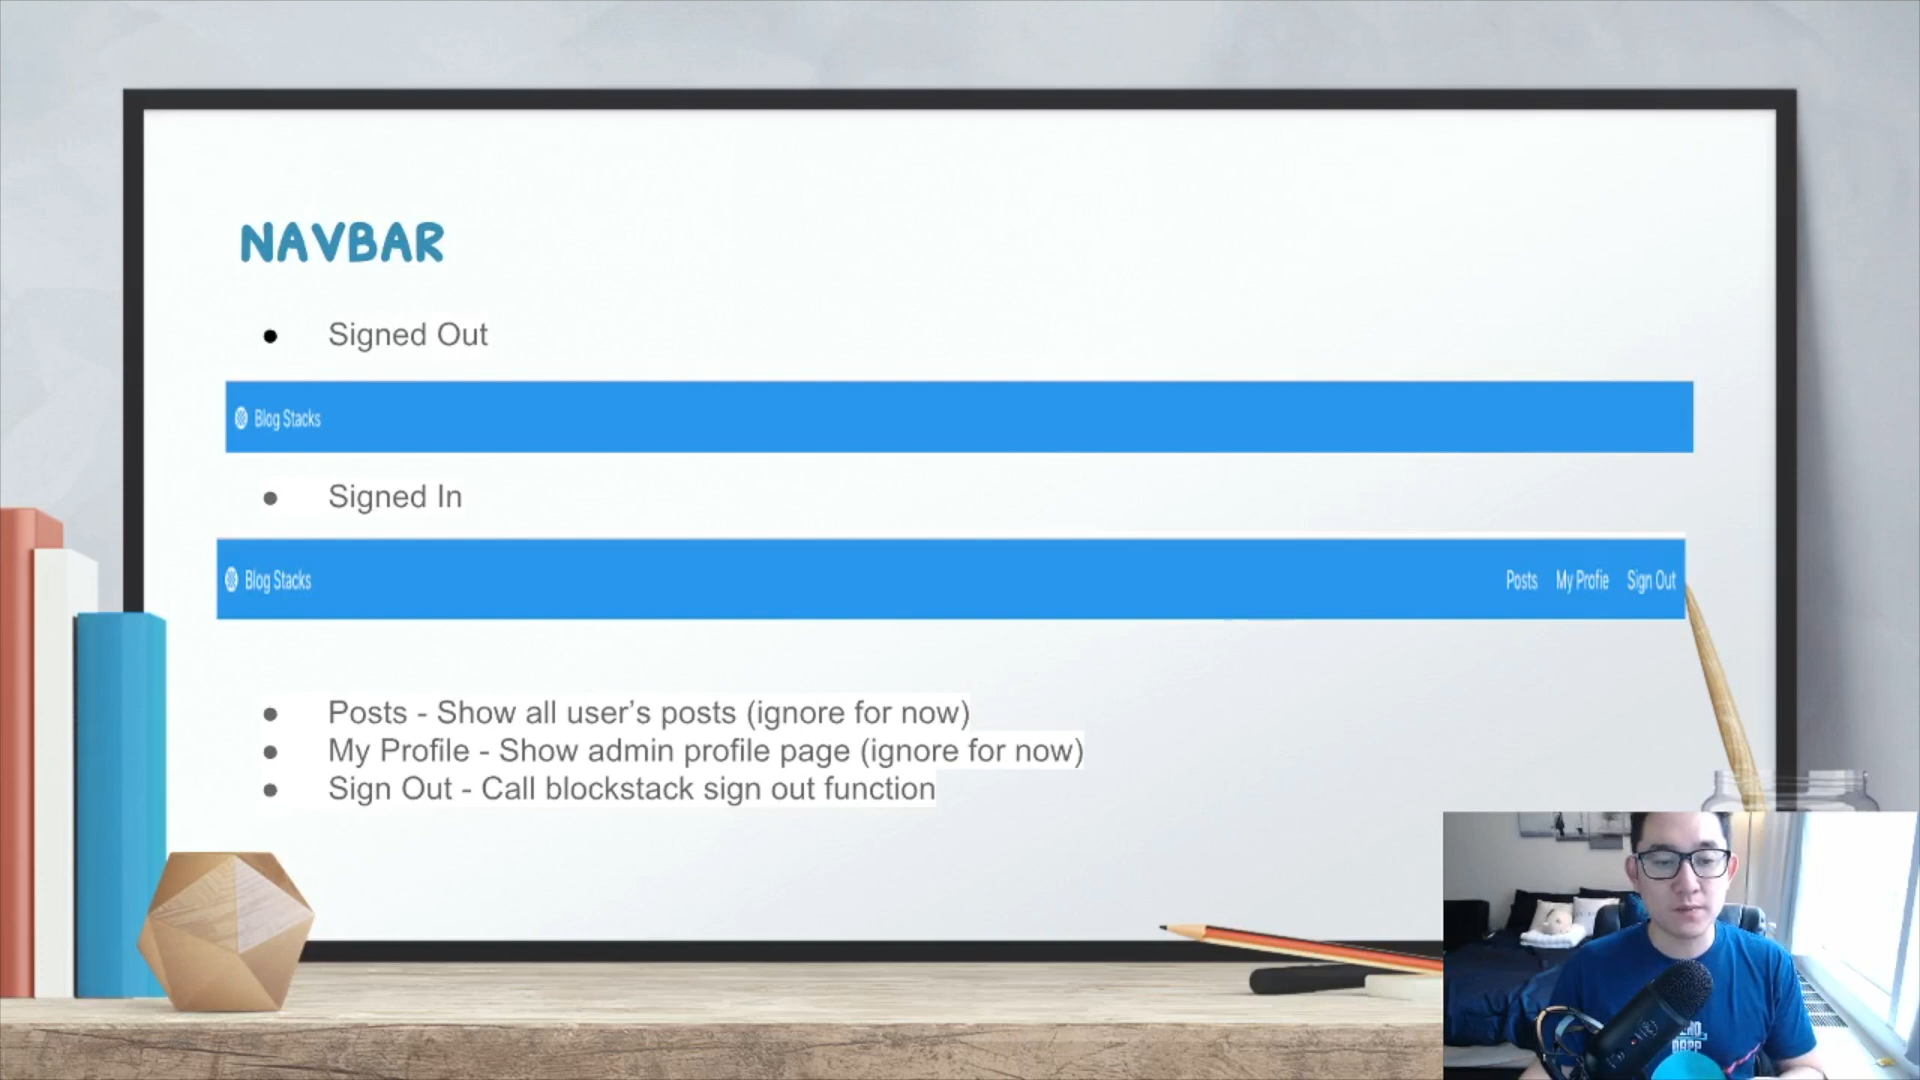 NAVBAR
Signed Out
Blog Stacks
Signed In
Blog Stacks
Posts My Profie Sign Out
Posts - Show all user’s posts (ignore for now)
My Profile - Show admin profile page (ignore for now)
Sign Out - Call blockstack sign out function